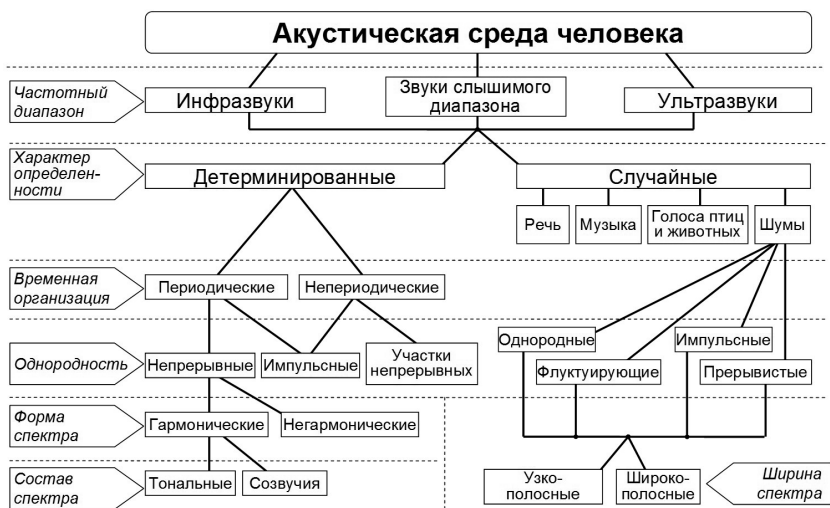 Акустическая среда человека
Частотный
диапазон
Инфразвуки
Звуки слышимого
диапазона
Ультразвуки
Характер
определен-
ности
Детерминированные
Случайные
Речь
Музыка
Голоса птиц
и животных
Шумы
Временная
организация
Периодические
Непериодические
Однородность
Непрерывные
Импульсные
Участки
непрерывных
Однородные
Импульсные
Флуктуирующие
Прерывистые
Форма
спектра
Гармонические
Негармонические
Состав
спектра
Тональные
Созвучия
Узко-
полосные
Широко-
полосные
Ширина
спектра